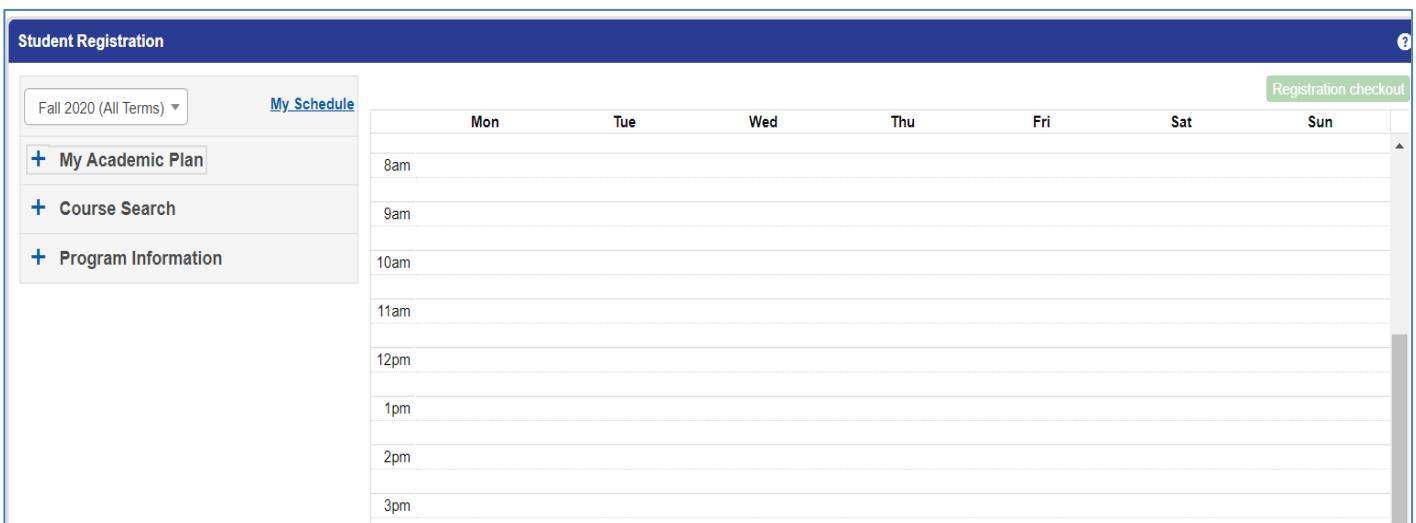 Student Registration
?
Fall 2020 (All Terms)
My Schedule
Registration checkout
+ My Academic Plan
+ Course Search
+ Program Information
Mon Tue Wed Thu Fri Sat Sun
8am
9am
10am
11am
12pm
1pm
2pm
3pm